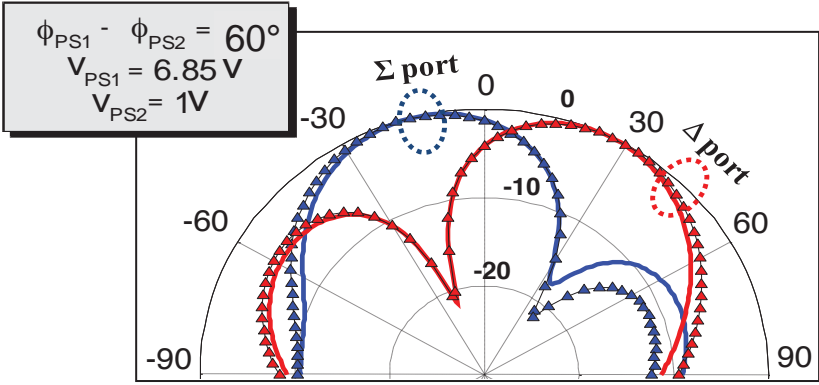 ϕPS1 - ϕPS2 = 60°
VPS1 = 6.85 V
VPS2= 1V
Σ port
0
0
-30
30
Δ port
-10
-60
60
-20
-90
90